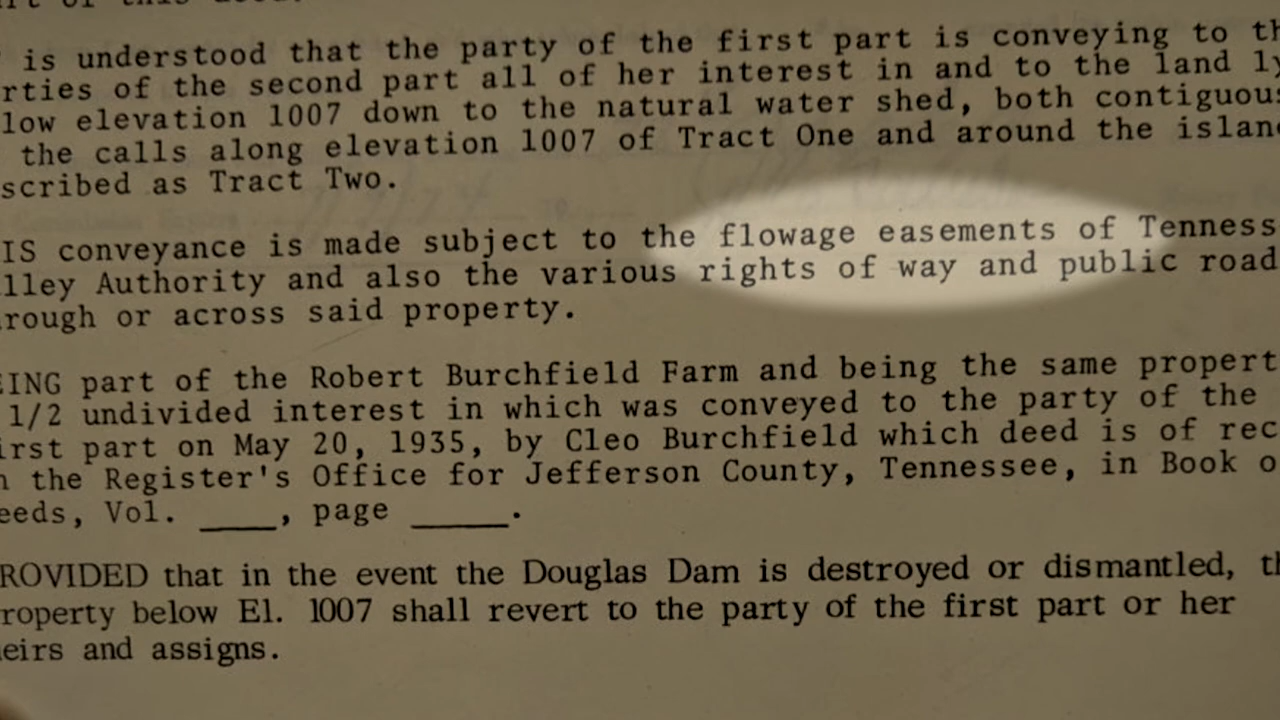 is understood that the party of the first part is conveying to th
rties of the second part all of her interest in and to the land ly
low elevation 1007 down to the natural water shed, both contiguous
the calls along elevation 1007 of Tract One and around the island
scribed as Tract Two.
IS conveyance is made subject to the flowage easements of Tenness
lley Authority and also the various rights of way and public road
rough or across said property.
EING part of the Robert Burchfield Farm and being the same propert
1/2 undivided interest in which was conveyed to the party of the
irst part on May 20, 1935, by Cleo Burchfield which deed is of rec
n the Register's Office for Jefferson County, Tennessee, in Book o
eeds, Vol. ____, page _____.
ROVIDED that in the event the Douglas Dam is destroyed or dismantled, th
roperty below El. 1007 shall revert to the party of the first part or her
eirs and assigns.